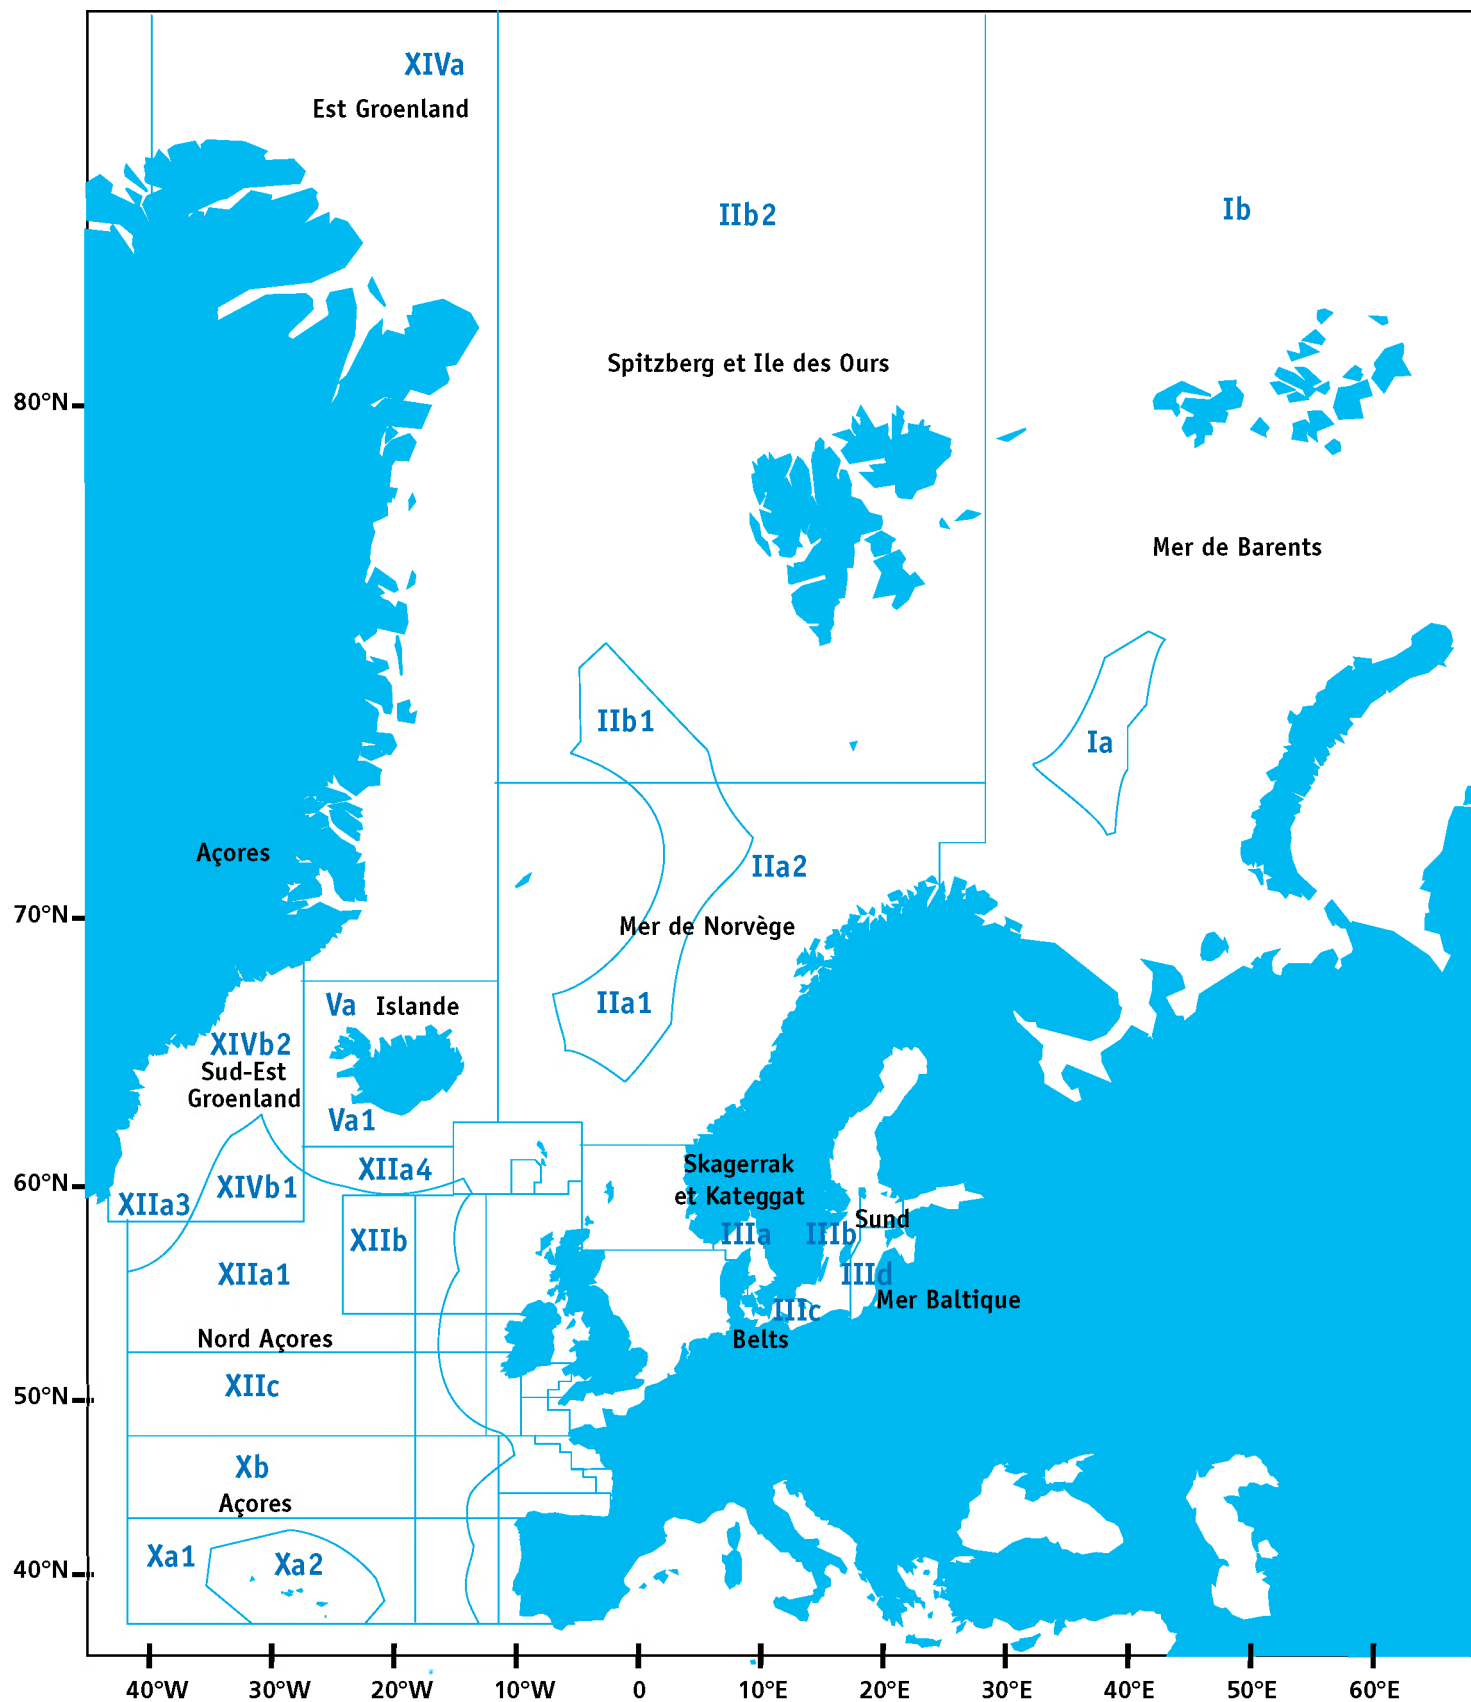 XIVa
Est Groenland
IIb2
Ib
Spitzberg et Ile des Ours
80°N
Mer de Barents
IIb1
Ia
Açores
IIa2
70°N
Mer de Norvège
Va
Islande
IIa1
XIVb2
Sud-Est
Groenland
Va1
Skagerrak
et Kateggat
XIIa4
60°N
XIVb1
XIIa3
Sund
IIIa
IIIb
XIIb
XIIa1
IIId
Mer Baltique
IIIc
Nord Açores
Belts
XIIc
50°N
Xb
Açores
Xa1
Xa2
40°N
40°W
30°W
20°W
10°W
0
10°E
20°E
30°E
40°E
50°E
60°E